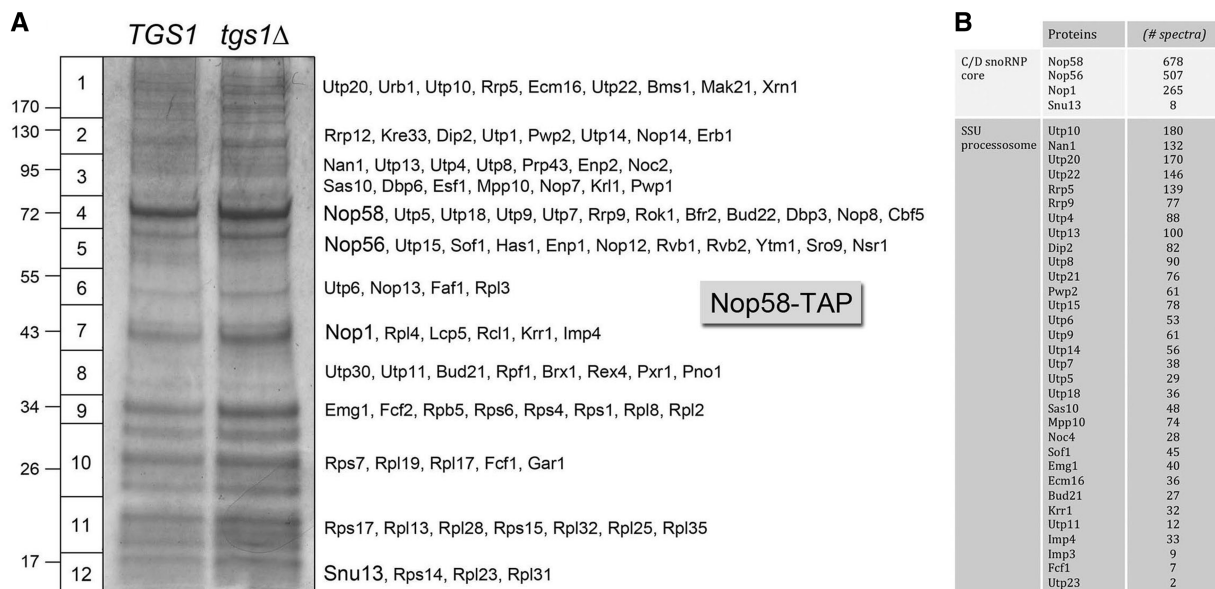 A
TGS1 tgs1Δ
170
130
95
72
55
43
34
26
17
1
2
3
4
5
6
7
8
9
10
11
12
Utp20, Urb1, Utp10, Rrp5, Ecm16, Utp22, Bms1, Mak21, Xrn1
Rrp12, Kre33, Dip2, Utp1, Pwp2, Utp14, Nop14, Erb1
Nan1, Utp13, Utp4, Utp8, Prp43, Enp2, Noc2,
Sas10, Dbp6, Esf1, Mpp10, Nop7, Krl1, Pwp1
Nop58, Utp5, Utp18, Utp9, Utp7, Rrp9, Rok1, Bfr2, Bud22, Dbp3, Nop8, Cbf5
Nop56, Utp15, Sof1, Has1, Enp1, Nop12, Rvb1, Rvb2, Ytm1, Sro9, Nsr1
Utp6, Nop13, Faf1, Rpl3
Nop58-TAP
Nop1, Rpl4, Lcp5, Rcl1, Krr1, Imp4
Utp30, Utp11, Bud21, Rpf1, Brx1, Rex4, Pxr1, Pno1
Emg1, Fcf2, Rpb5, Rps6, Rps4, Rps1, Rpl8, Rpl2
Rps7, Rpl19, Rpl17, Fcf1, Gar1
Rps17, Rpl13, Rpl28, Rps15, Rpl32, Rpl25, Rpl35
Snu13, Rps14, Rpl23, Rpl31
B
Proteins (# spectra)
C/D snoRNP
core
Nop58 678
Nop56 507
Nop1 265
Snu13 8
SSU
processosome
Utp10 180
Nan1 132
Utp20 170
Utp22 146
Rrp5 139
Rrp9 77
Utp4 88
Utp13 100
Dip2 82
Utp8 90
Utp21 76
Pwp2 61
Utp15 78
Utp6 53
Utp9 61
Utp14 56
Utp7 38
Utp5 29
Utp18 36
Sas10 48
Mpp10 74
Noc4 28
Sof1 45
Emg1 40
Ecm16 36
Bud21 27
Krr1 32
Utp11 12
Imp4 33
Imp3 9
Fcf1 7
Utp23 2